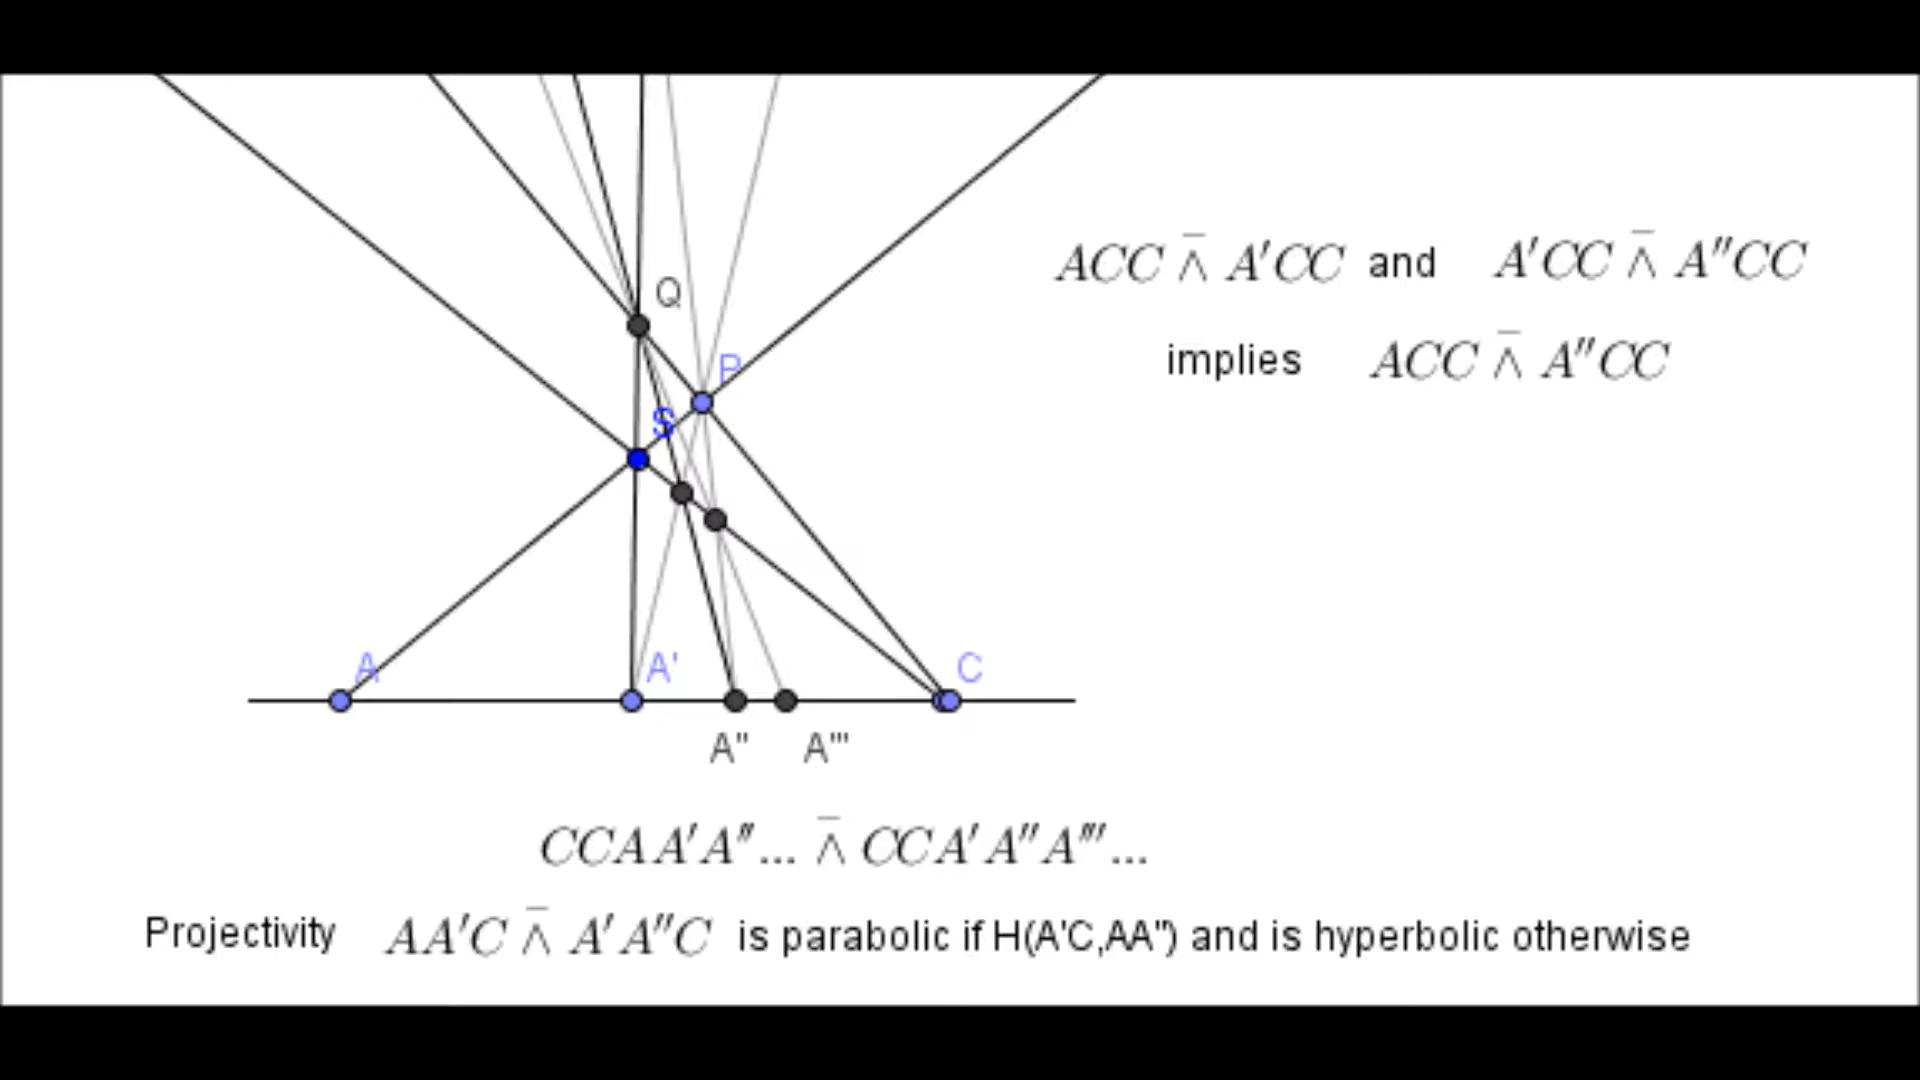 ACC ⊼ A'CC and A'CC ⊼ A''CC
implies ACC ⊼ A''CC
Q
P
S
A
A'
C
A''
A'''
CCAA'A''... ⊼ CCA'A''A'''...
Projectivity AA'C ⊼ A'A''C is parabolic if H(A'C,AA'') and is hyperbolic otherwise